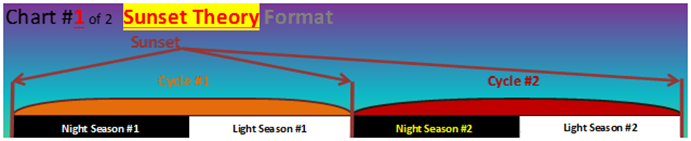 Chart #1 of 2 Sunset Theory Format
Sunset
Cycle #1 Cycle #2
Night Season #1 Light Season #1 Night Season #2 Light Season #2